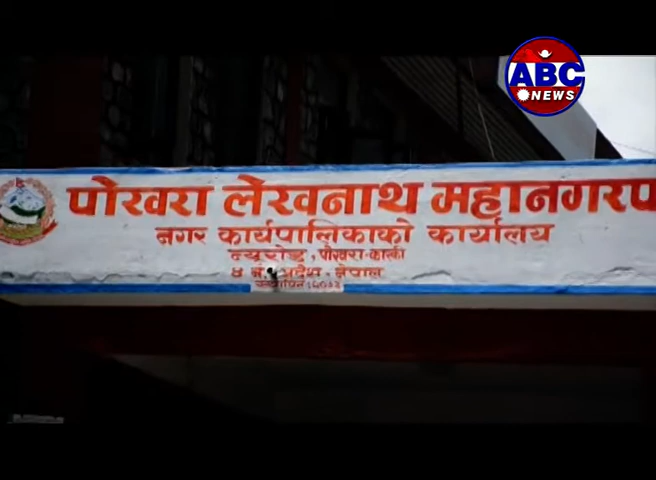 ABC
NEWS
पोखरा लेखनाथ महानगरप
नगर कार्यपालिकाको कार्यालय
न्यूरोड, पोखरा-कास्की
४ नं. प्रदेश, नेपाल